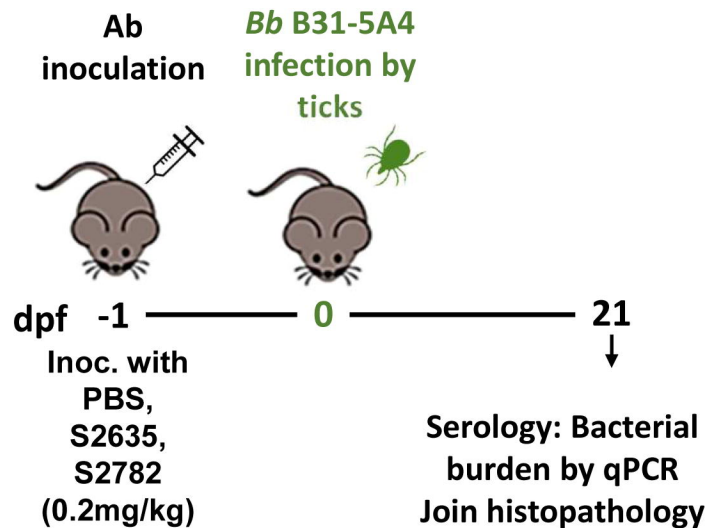 Ab
inoculation
Bb B31-5A4
infection by
ticks
dpf -1 0 21
Inoc. with
PBS,
S2635,
S2782
(0.2mg/kg)
Serology: Bacterial
burden by qPCR
Join histopathology